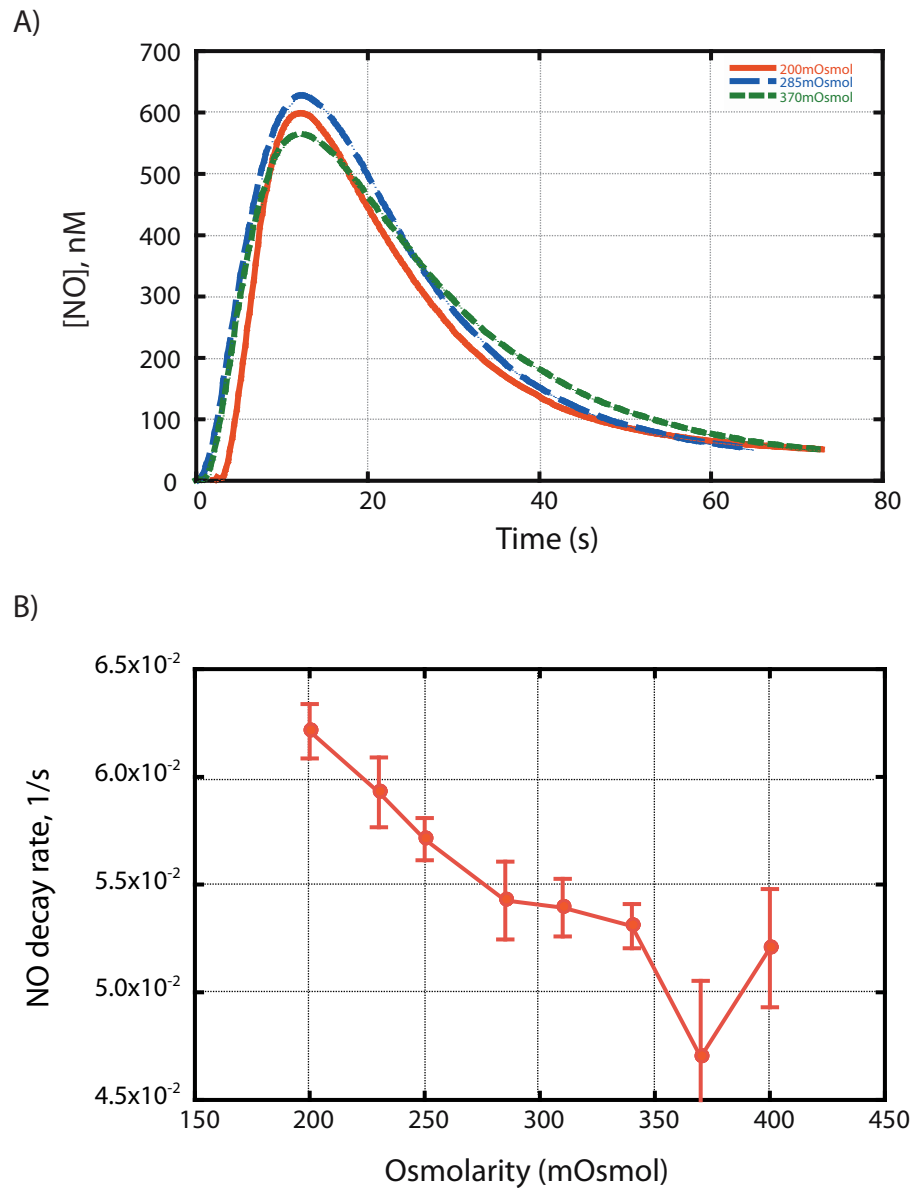 A)
700
600
500
400
300
200
100
0
[NO], nM
200mOsmol
285mOsmol
370mOsmol
0 20 40 60 80
Time (s)
B)
6.5x10⁻²
6.0x10⁻²
5.5x10⁻²
5.0x10⁻²
4.5x10⁻²
NO decay rate, 1/s
150 200 250 300 350 400 450
Osmolarity (mOsmol)